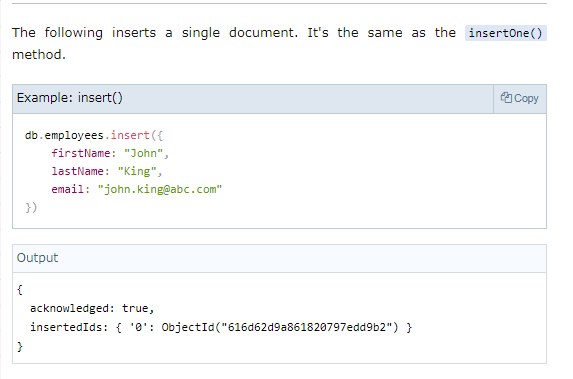 The following inserts a single document. It's the same as the insertOne()
method.
Example: insert()
Copy
db.employees.insert({
    firstName: "John",
    lastName: "King",
    email: "john.king@abc.com"
})
Output
{
  acknowledged: true,
  insertedIds: { '0': ObjectId("616d62d9a861820797edd9b2") }
}